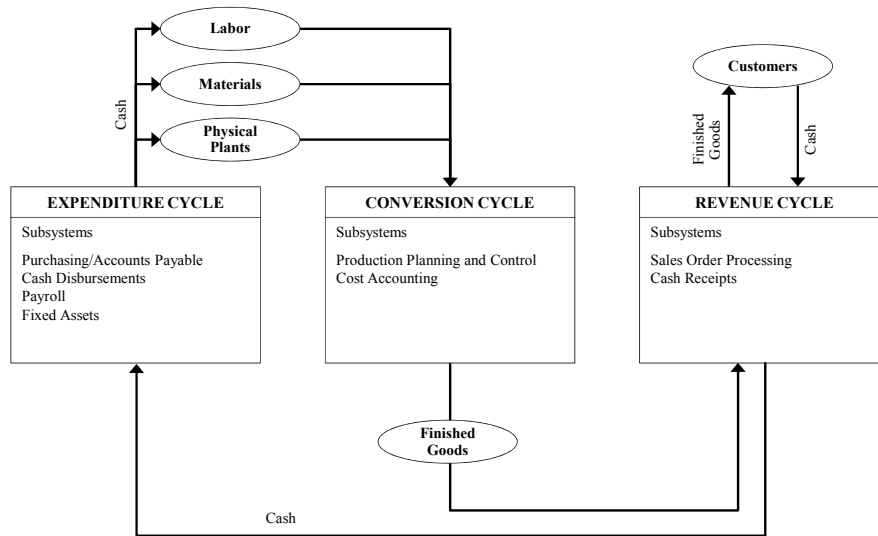 Labor
Materials
Physical
Plants
Cash
Customers
Finished
Goods
Cash
EXPENDITURE CYCLE
Subsystems
Purchasing/Accounts Payable
Cash Disbursements
Payroll
Fixed Assets
CONVERSION CYCLE
Subsystems
Production Planning and Control
Cost Accounting
REVENUE CYCLE
Subsystems
Sales Order Processing
Cash Receipts
Finished
Goods
Cash